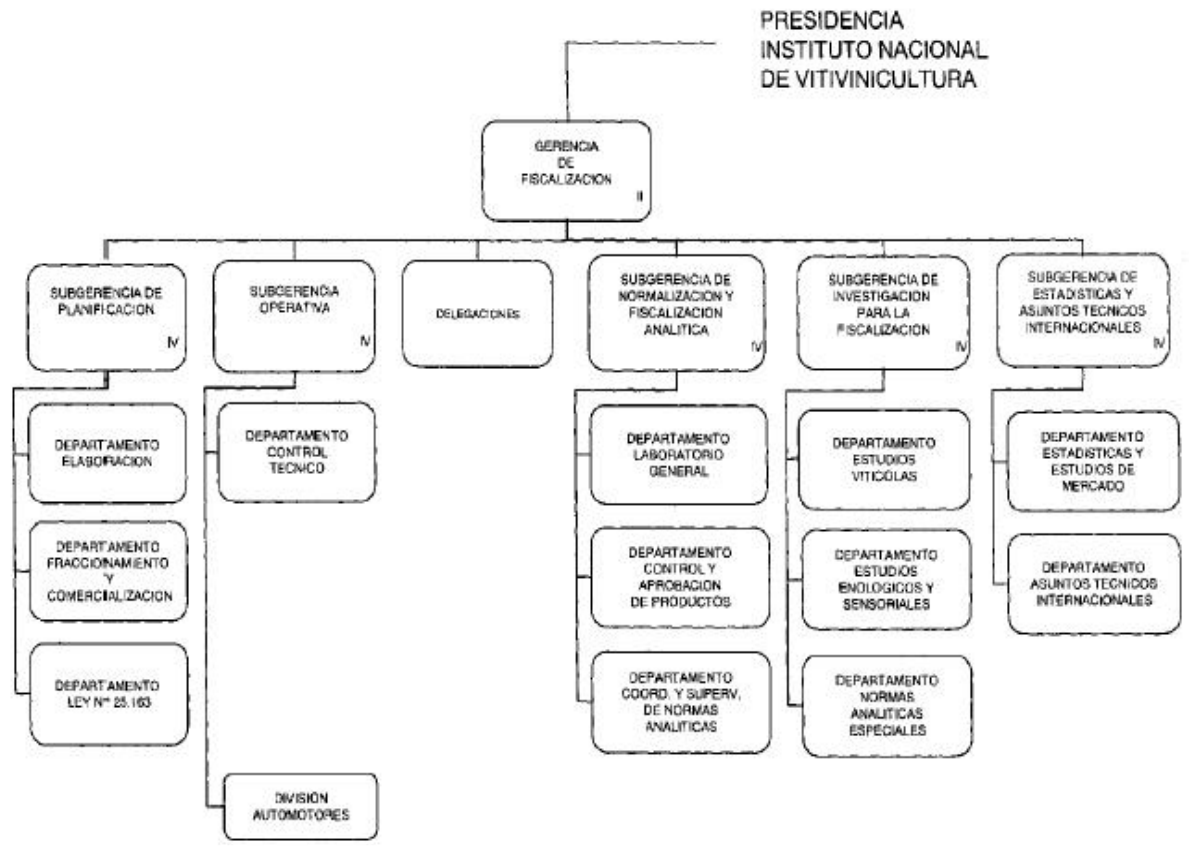 PRESIDENCIA
INSTITUTO NACIONAL
DE VITIVINICULTURA
GERENCIA
DE
FISCALIZACION
II
SUBGERENCIA DE
PLANIFICACION
IV
SUBGERENCIA
OPERATIVA
IV
DELEGACIONES
SUBGERENCIA DE
NORMALIZACION Y
FISCALIZACION
ANALITICA
IV
SUBGERENCIA DE
INVESTIGACION
PARA LA
FISCALIZACION
IV
SUBGERENCIA DE
ESTADISTICAS Y
ASUNTOS TECNICOS
INTERNACIONALES
IV
DEPARTAMENTO
ELABORACION
DEPARTAMENTO
FRACCIONAMIENTO
Y
COMERCIALIZACION
DEPARTAMENTO
LEY Nº 25.163
DEPARTAMENTO
CONTROL
TECNICO
DIVISION
AUTOMOTORES
DEPARTAMENTO
LABORATORIO
GENERAL
DEPARTAMENTO
CONTROL Y
APROBACION
DE PRODUCTOS
DEPARTAMENTO
COORD. Y SUPERV.
DE NORMAS
ANALITICAS
DEPARTAMENTO
ESTUDIOS
VITICOLAS
DEPARTAMENTO
ESTUDIOS
ENOLOGICOS Y
SENSORIALES
DEPARTAMENTO
NORMAS
ANALITICAS
ESPECIALES
DEPARTAMENTO
ESTADISTICAS Y
ESTUDIOS DE
MERCADO
DEPARTAMENTO
ASUNTOS TECNICOS
INTERNACIONALES